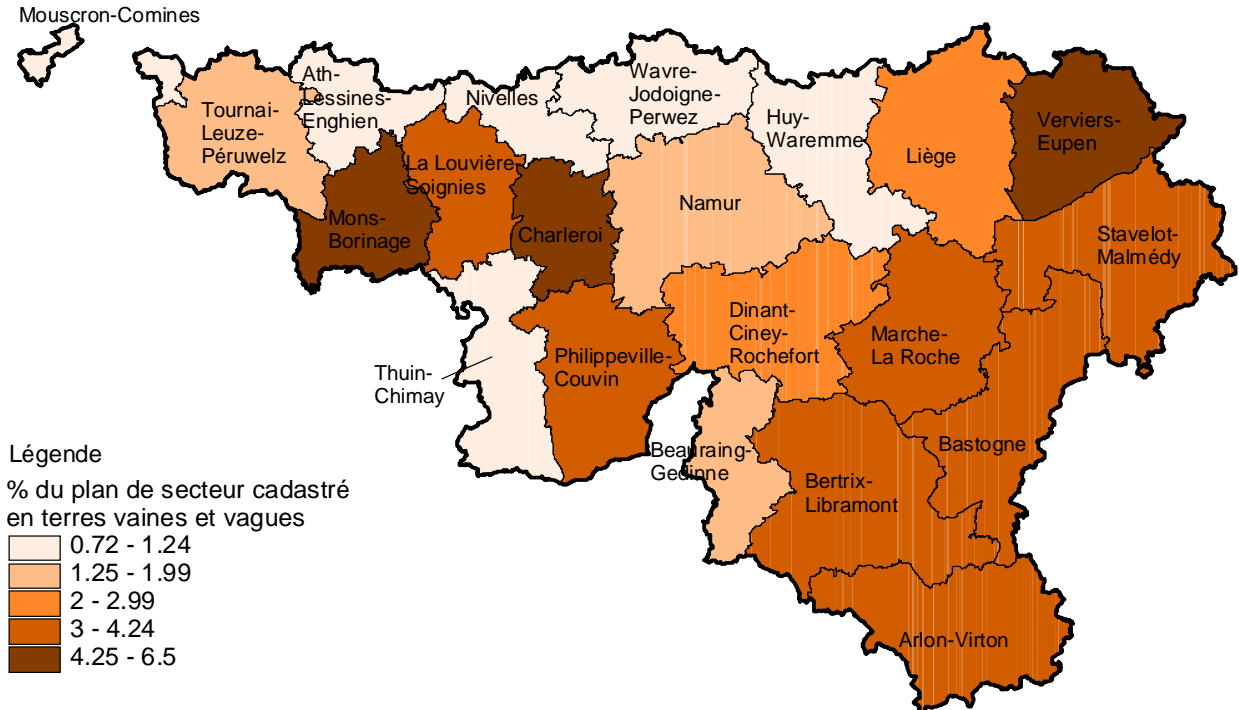 Mouscron-Comines
Ath-
Lessines-
Enghien
Nivelles
Wavre-
Jodoigne-
Perwez
Huy-
Waremme
Tournai-
Leuze-
Péruwelz
Liège
Verviers-
Eupen
La Louvière-
Soignies
Mons-
Borinage
Charleroi
Namur
Stavelot-
Malmédy
Dinant-
Ciney-
Rochefort
Marche-
La Roche
Philippeville-
Couvin
Thuin-
Chimay
Beauraing-
Gedinne
Bastogne
Bertrix-
Libramont
Arlon-Virton
Légende
% du plan de secteur cadastré
en terres vaines et vagues
0.72 - 1.24
1.25 - 1.99
2 - 2.99
3 - 4.24
4.25 - 6.5